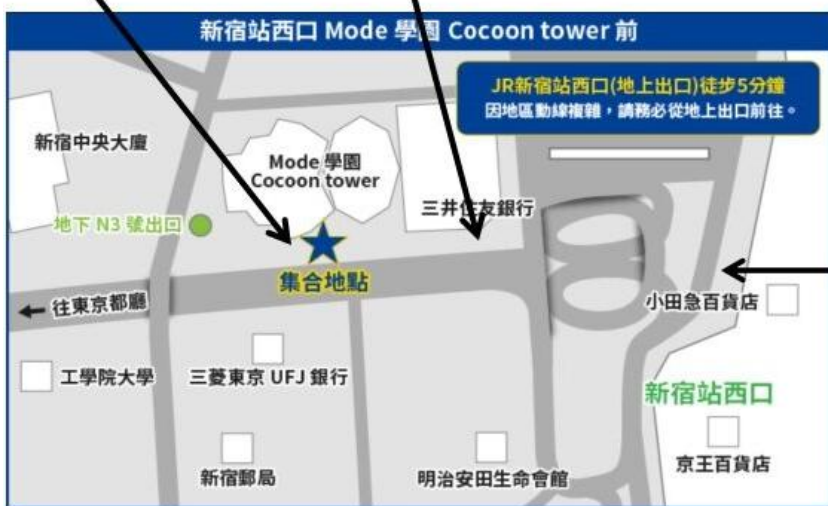 新宿站西口 Mode 學園 Cocoon tower 前
JR新宿站西口(地上出口)徒步5分鐘
因地區動線複雜，請務必從地上出口前往。
新宿中央大廈
Mode 學園
Cocoon tower
三井住友銀行
地下 N3 號出口
集合地點
往東京都廳
小田急百貨店
工學院大學
三菱東京 UFJ 銀行
新宿站西口
新宿郵局
明治安田生命會館
京王百貨店